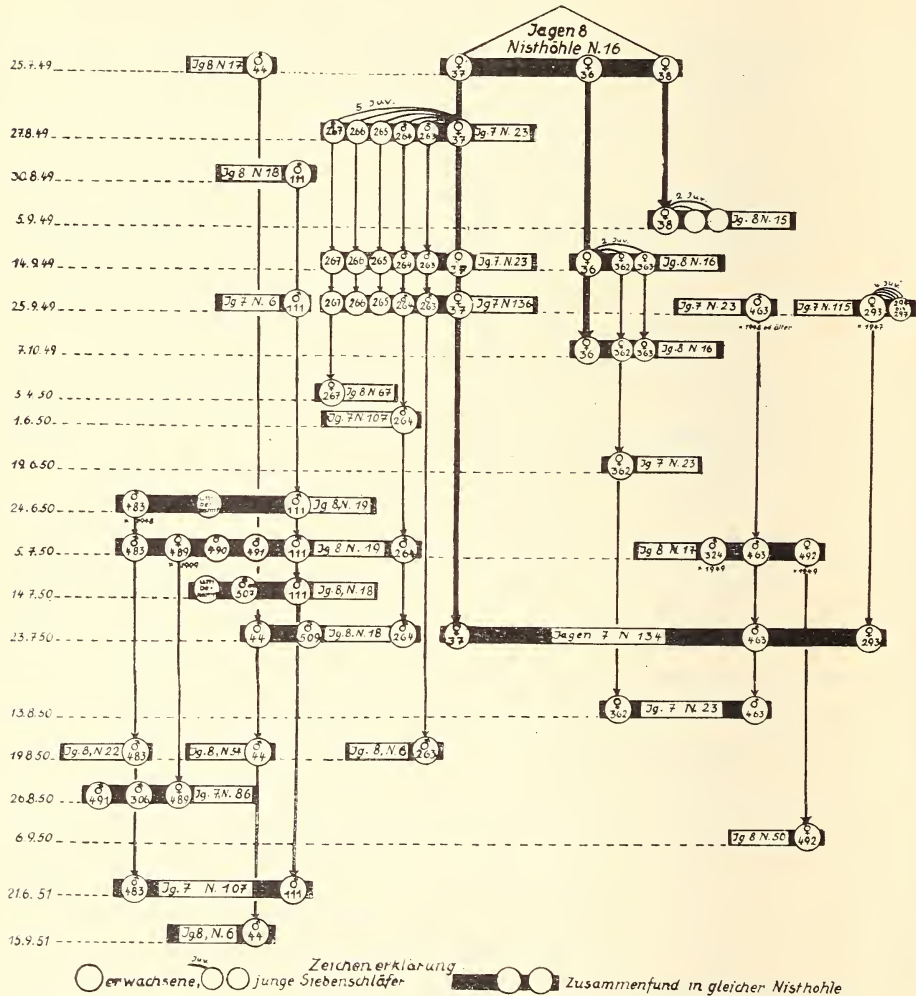 Jagen 8
Nisthöhle N.16
25.7.49 Jg 8 N 17 ♂ 44 ♀ 37 ♀ 36 ♀ 38
5 Juv.
27.8.49 267 266 265 264 263 ♀ 37 Jg. 7 N. 23
30.8.49 Jg 8 N 18 ♂ 111
2 Juv.
5.9.49 ♀ 38 Jg. 8 N. 15
2 Juv.
14.9.49 267 266 265 264 263 37 Jg. 7. N. 23 ♀ 36 ♀ 362 ♀ 363 Jg. 8 N. 16
25.9.49 Jg 7 N. 6 ♂ 111 267 266 265 264 263 37 Jg 7 N 136 Jg. 7 N. 23 ♂ 463 Jg. 7 N. 115 ♀ 293
* 1947
7.10.49 ♀ 36 ♀ 362 ♀ 363 Jg. 8 N 16
3.4.50 ♀ 267 Jg 8 N 67
1.6.50 Jg. 7 N 107 ♂ 264
19.6.50 ♀ 362 Jg 7 N. 23
24.6.50 ♂ 483 ♂ 111 Jg 8, N. 19
5.7.50 ♂ 483 ♀ 489 490 ♂ 491 ♂ 111 Jg 8 N. 19 ♂ 264 Jg 8 N. 17 ♂ 324 ♂ 463 ♀ 492
* 1949 * 1949
14.7.50 507 ♂ 111 Jg. 8, N. 18
23.7.50 ♂ 44 509 Jg. 8. N. 18 ♂ 264 ♀ 37 Jagen 7 N 134 ♂ 463 ♀ 293
13.8.50 ♀ 362 Jg. 7 N. 23 ♂ 463
19.8.50 Jg. 8, N 22 ♂ 483 Jg. 8, N 54 ♂ 44 Jg. 8, N. 6 ♂ 263
26.8.50 ♂ 491 ♂ 306 ♀ 489 Jg. 7 N. 86
6.9.50 Jg 8 N. 50 ♀ 492
21.6.51 ♂ 483 Jg. 7 N. 107 ♂ 111
15.9.51 Jg 8, N. 6 ♂ 44
Zeichenerklärung
erwachsene, Juv. junge Siebenschläfer Zusammenfund in gleicher Nisthöhle